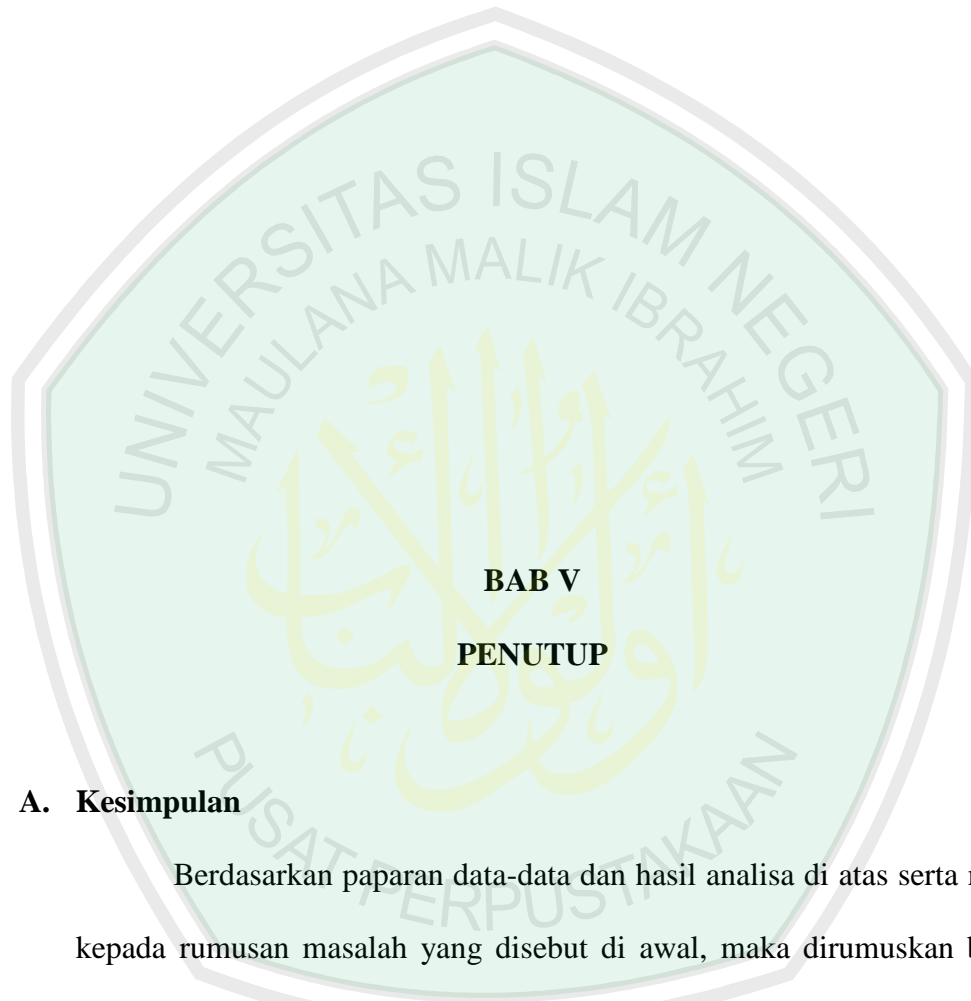 UNIVERSITAS ISLAM NEGERI
MAULANA MALIK IBRAHIM
BAB V
PENUTUP
A. Kesimpulan
Berdasarkan paparan data-data dan hasil analisa di atas serta
kepada rumusan masalah yang disebut di awal, maka dirumuskan
PUSAT PERPUSTAKAAN